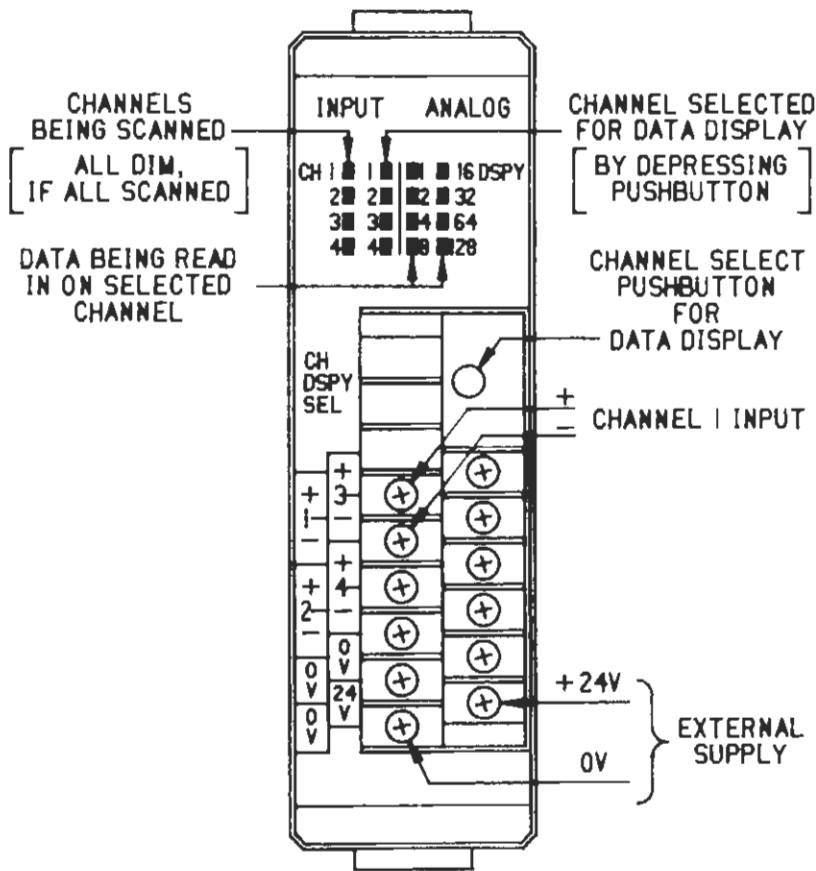 CHANNELS
BEING SCANNED
ALL DIM,
IF ALL SCANNED
DATA BEING READ
IN ON SELECTED
CHANNEL
INPUT ANALOG
CH 1 1 16 DSPY
2 2 2 32
3 3 4 64
4 4 8 128
CHANNEL SELECTED
FOR DATA DISPLAY
BY DEPRESSING
PUSHBUTTON
CHANNEL SELECT
PUSHBUTTON
FOR
DATA DISPLAY
CH
DSPY
SEL
+
-
CHANNEL 1 INPUT
+
1
-
+
2
-
0
V
0
V
+
3
-
+
4
-
0
V
24
V
+24V
0V
EXTERNAL
SUPPLY